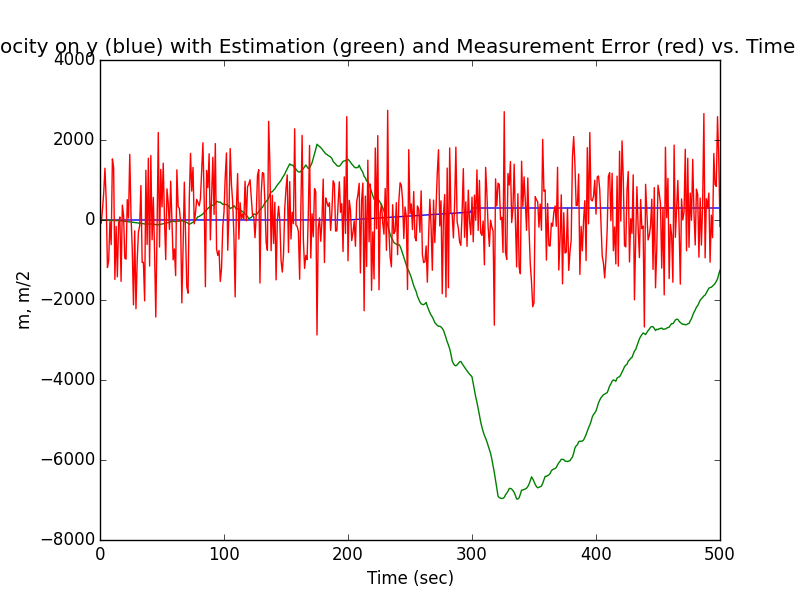 ocity on y (blue) with Estimation (green) and Measurement Error (red) vs. Time
4000
2000
0
−2000
−4000
−6000
−8000
m, m/2
0 100 200 300 400 500
Time (sec)